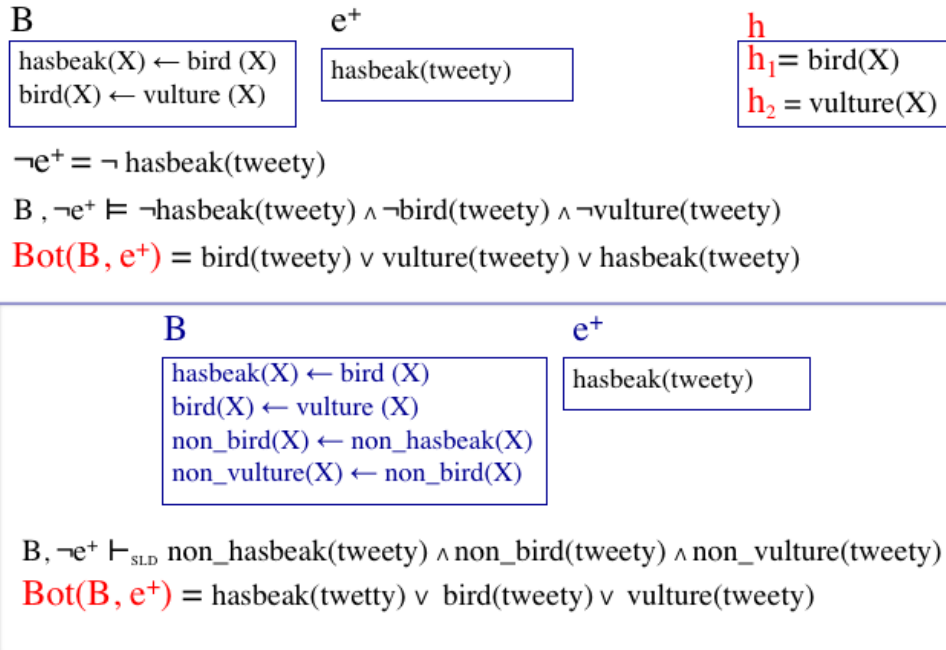 B
e⁺
h
hasbeak(X) ← bird (X)
bird(X) ← vulture (X)
hasbeak(tweety)
h₁= bird(X)
h₂ = vulture(X)
¬e⁺ = ¬ hasbeak(tweety)
B , ¬e⁺ ⊨ ¬hasbeak(tweety) ∧ ¬bird(tweety) ∧ ¬vulture(tweety)
Bot(B, e⁺) = bird(tweety) ∨ vulture(tweety) ∨ hasbeak(tweety)
B
e⁺
hasbeak(X) ← bird (X)
bird(X) ← vulture (X)
non_bird(X) ← non_hasbeak(X)
non_vulture(X) ← non_bird(X)
hasbeak(tweety)
B, ¬e⁺ ⊢SLD non_hasbeak(tweety) ∧ non_bird(tweety) ∧ non_vulture(tweety)
Bot(B, e⁺) = hasbeak(twetty) ∨ bird(tweety) ∨ vulture(tweety)